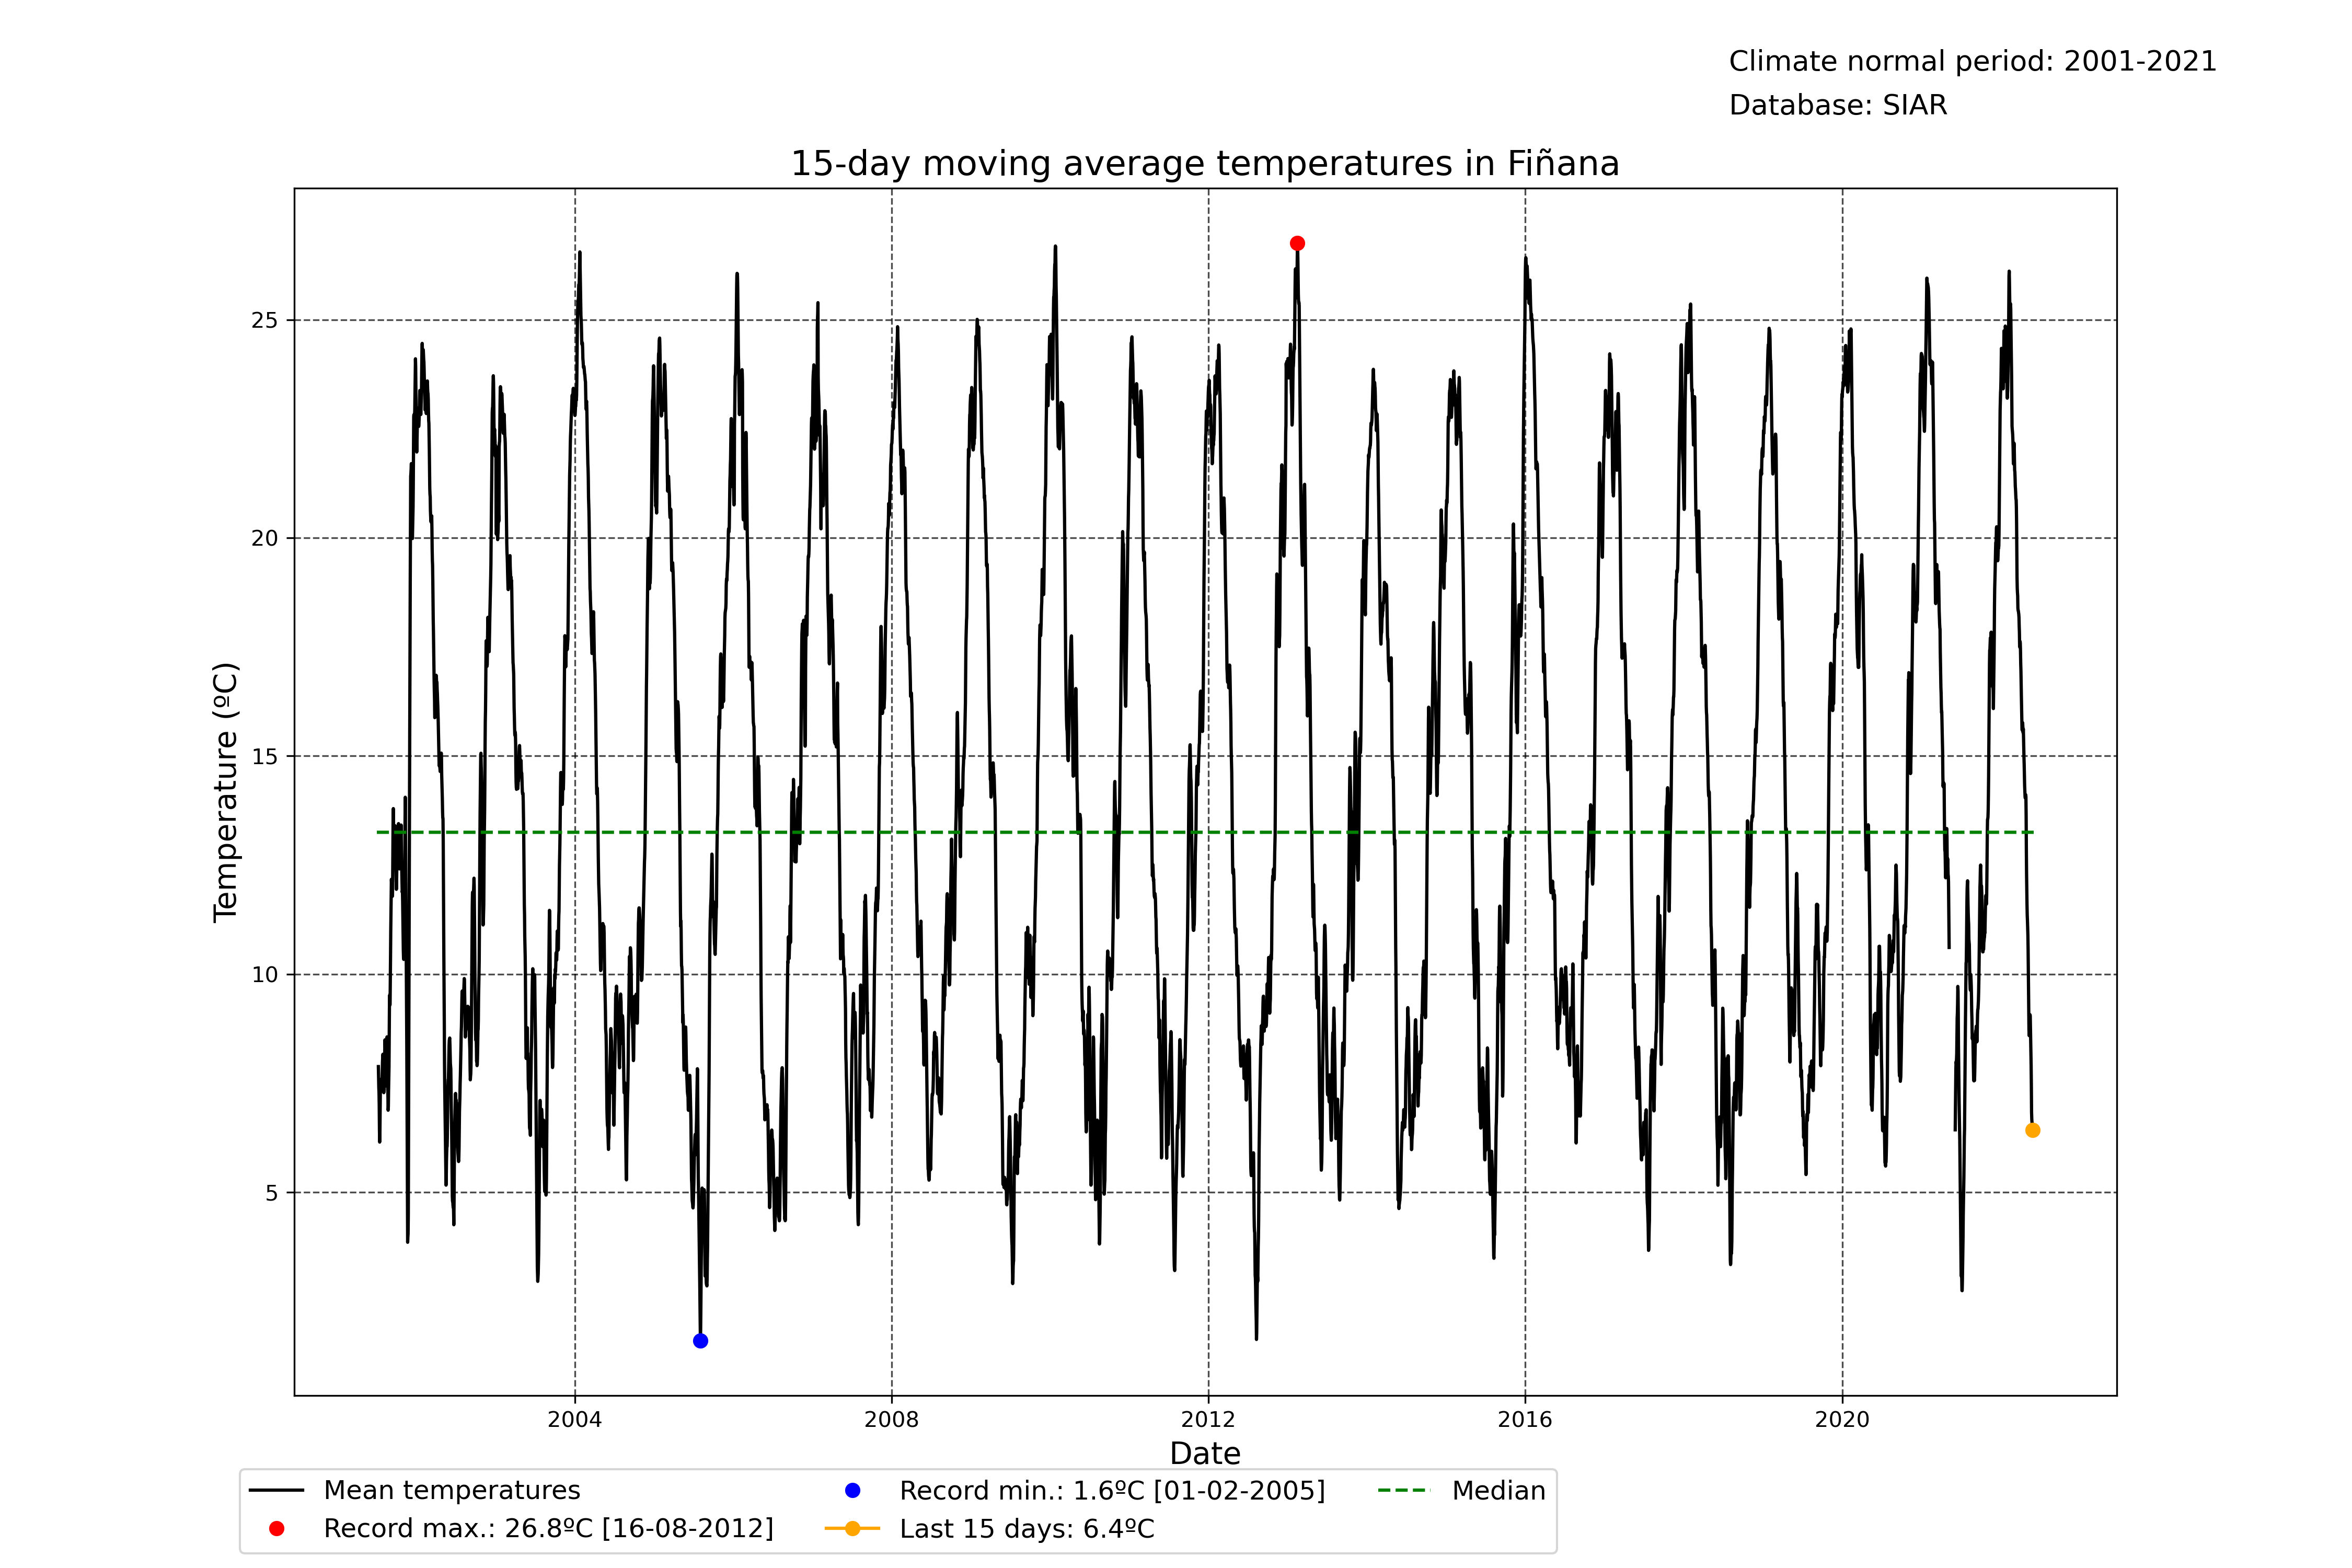 Climate normal period: 2001-2021
Database: SIAR
15-day moving average temperatures in Fiñana
25
20
15
10
5
Temperature (ºC)
2004 2008 2012 2016 2020
Date
Mean temperatures
Record max.: 26.8ºC [16-08-2012]
Record min.: 1.6ºC [01-02-2005]
Last 15 days: 6.4ºC
Median